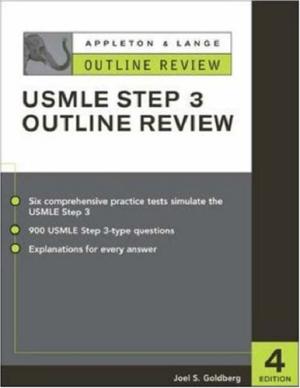 APPLETON & LANGE
OUTLINE REVIEW
USMLE STEP 3
OUTLINE REVIEW
Six comprehensive practice tests simulate the
USMLE Step 3
900 USMLE Step 3-type questions
Explanations for every answer
Joel S. Goldberg
4
EDITION